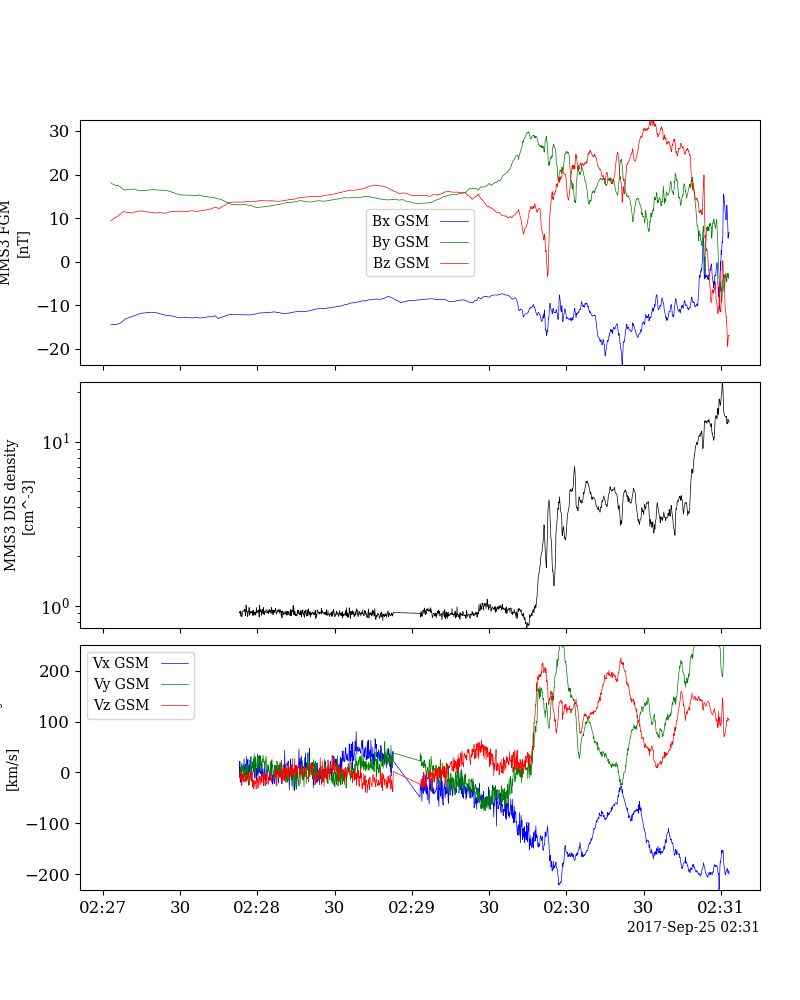 30
20
10
0
−10
−20
MMS3 FGM
[nT]
Bx GSM
By GSM
Bz GSM
10^1
10^0
MMS3 DIS density
[cm^-3]
200
100
0
−100
−200
[km/s]
Vx GSM
Vy GSM
Vz GSM
02:27 30 02:28 30 02:29 30 02:30 30 02:31
2017-Sep-25 02:31